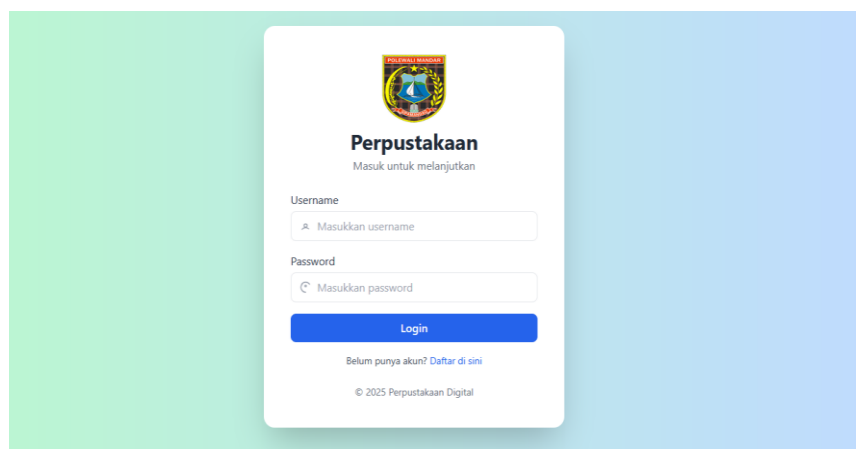 POLEWALI MANDAR
Perpustakaan
Masuk untuk melanjutkan
Username
Masukkan username
Password
Masukkan password
Login
Belum punya akun? Daftar di sini
© 2025 Perpustakaan Digital